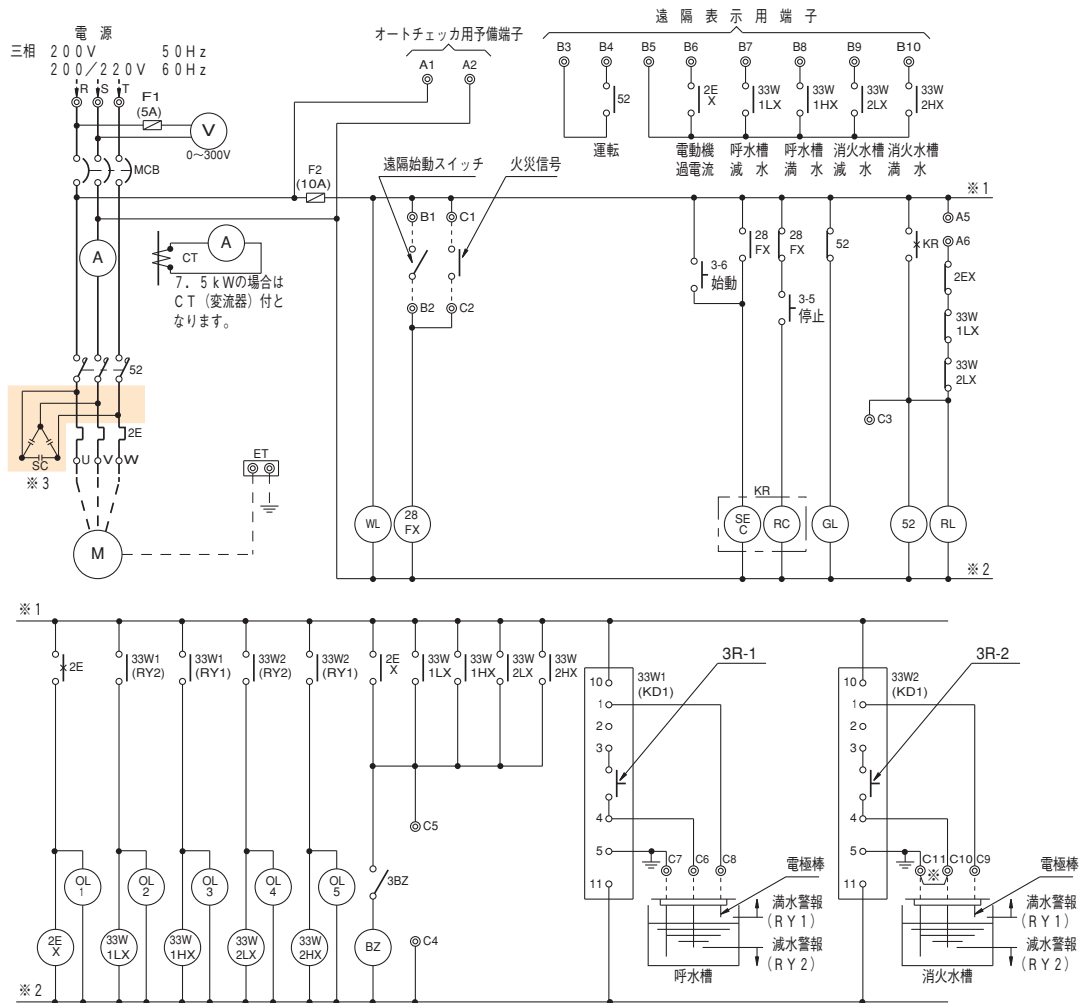 電 源
三相 200V 50Hz
200/220V 60Hz
R S T
F1
(5A)
V
0~300V
MCB
A
CT
A
7.5kWの場合は
CT(変流器)付と
なります。
52
2E
SC
※3
U V W
M
ET
オートチェッカ用予備端子
A1 A2
遠 隔 表 示 用 端 子
B3 B4 B5 B6 B7 B8 B9 B10
52
2E
X
33W
1LX
33W
1HX
33W
2LX
33W
2HX
運転
電動機
過電流
呼水槽
減 水
呼水槽
満 水
消火水槽
減 水
消火水槽
満 水
F2
(10A)
遠隔始動スイッチ
火災信号
※1
B1 C1
B2 C2
3-6
始動
28
FX
28
FX
3-5
停止
52
KR
A5
A6
2EX
33W
1LX
33W
2LX
C3
KR
WL
28
FX
SE
C
RC
GL
52
RL
※2
※1
2E
33W1
(RY2)
33W1
(RY1)
33W2
(RY2)
33W2
(RY1)
2E
X
33W
1LX
33W
1HX
33W
2LX
33W
2HX
C5
3BZ
C4
OL
1
OL
2
OL
3
OL
4
OL
5
2E
X
33W
1LX
33W
1HX
33W
2LX
33W
2HX
BZ
33W1
(KD1)
10
1
2
3
4
5
11
3R-1
C7 C6 C8
電極棒
満水警報
(RY1)
減水警報
(RY2)
呼水槽
33W2
(KD1)
10
1
2
3
4
5
11
3R-2
C11 C10 C9
※
電極棒
満水警報
(RY1)
減水警報
(RY2)
消火水槽
※2